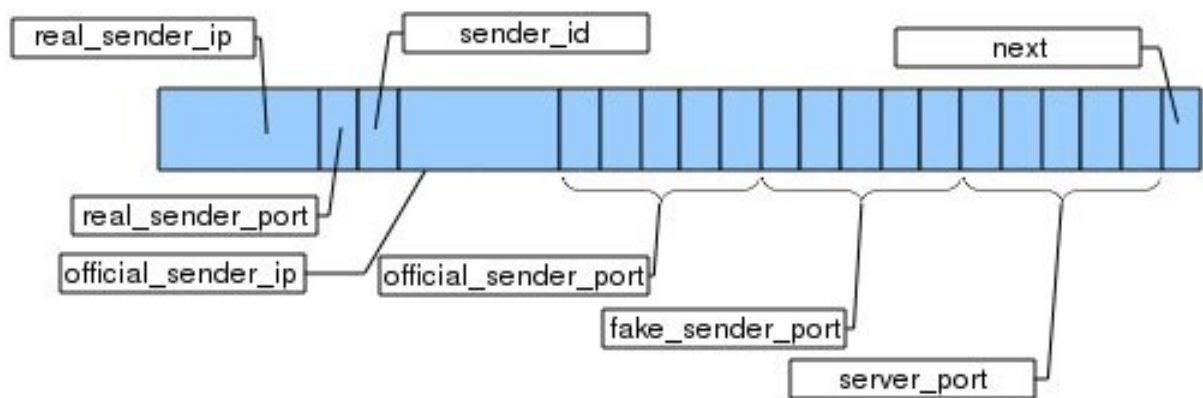 real_sender_ip
sender_id
next
real_sender_port
official_sender_ip
official_sender_port
fake_sender_port
server_port